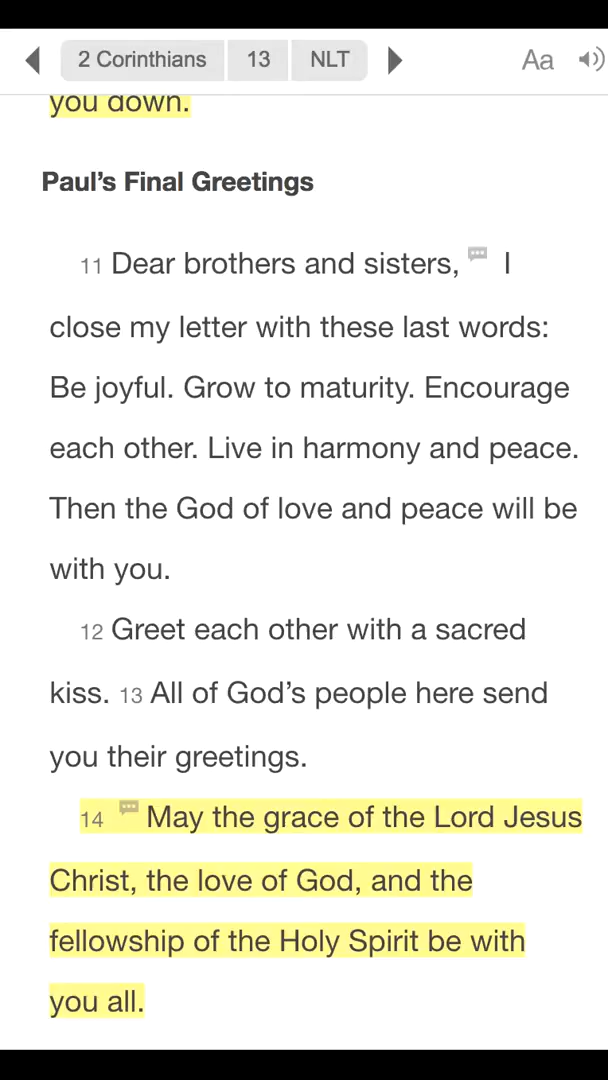 2 Corinthians 13 NLT Aa
you down.
Paul’s Final Greetings
11 Dear brothers and sisters, I
close my letter with these last words:
Be joyful. Grow to maturity. Encourage
each other. Live in harmony and peace.
Then the God of love and peace will be
with you.
12 Greet each other with a sacred
kiss. 13 All of God’s people here send
you their greetings.
14 May the grace of the Lord Jesus
Christ, the love of God, and the
fellowship of the Holy Spirit be with
you all.